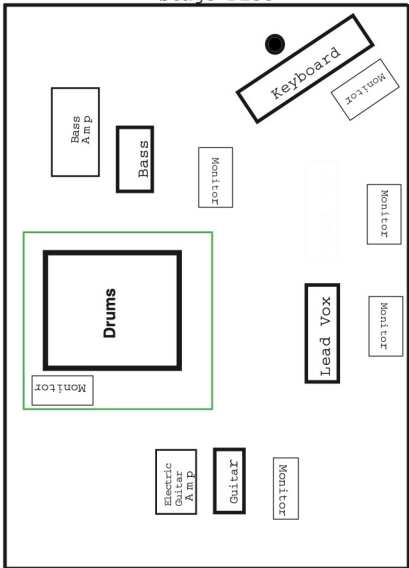 Keyboard
Monitor
Bass
Amp
Bass
Monitor
Monitor
Drums
Monitor
Lead Vox
Monitor
Electric
Guitar
Amp
Guitar
Monitor